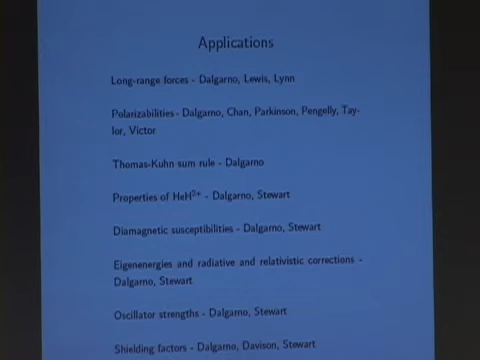 Applications
Long-range forces - Dalgarno, Lewis, Lynn
Polarizabilities - Dalgarno, Chan, Parkinson, Pengelly, Tay-
lor, Victor
Thomas-Kuhn sum rule - Dalgarno
Properties of HeH²⁺ - Dalgarno, Stewart
Diamagnetic susceptibilities - Dalgarno, Stewart
Eigenenergies and radiative and relativistic corrections -
Dalgarno, Stewart
Oscillator strengths - Dalgarno, Stewart
Shielding factors - Dalgarno, Davison, Stewart